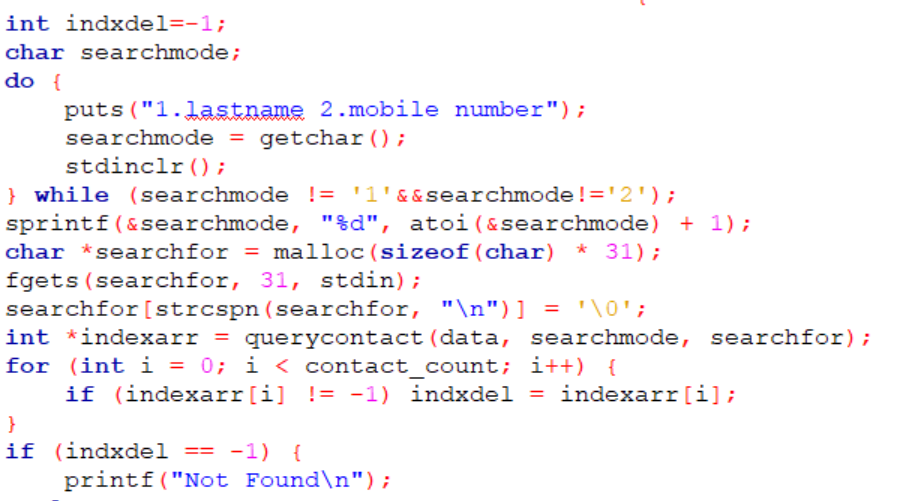 int indxdel=-1;
char searchmode;
do {
    puts("1.lastname 2.mobile number");
    searchmode = getchar();
    stdinclr();
} while (searchmode != '1'&&searchmode!='2');
sprintf(&searchmode, "%d", atoi(&searchmode) + 1);
char *searchfor = malloc(sizeof(char) * 31);
fgets(searchfor, 31, stdin);
searchfor[strcspn(searchfor, "\n")] = '\0';
int *indexarr = querycontact(data, searchmode, searchfor);
for (int i = 0; i < contact_count; i++) {
    if (indexarr[i] != -1) indxdel = indexarr[i];
}
if (indxdel == -1) {
    printf("Not Found\n");